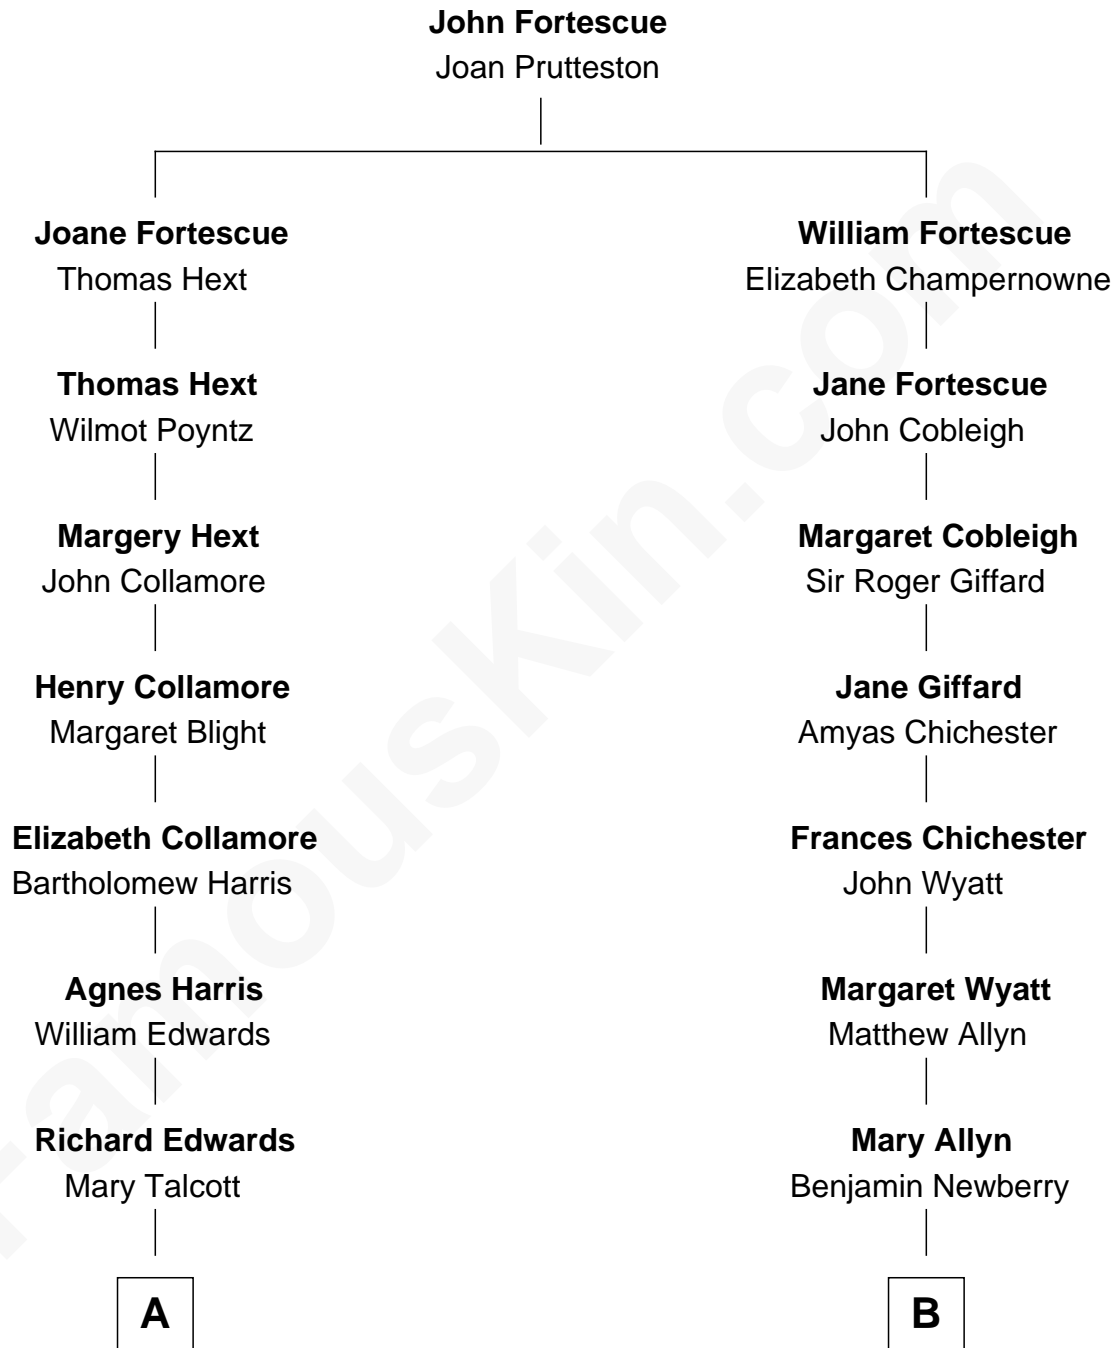 John Fortescue
Joan Prutteston
Joane Fortescue
Thomas Hext
William Fortescue
Elizabeth Champernowne
Thomas Hext
Wilmot Poyntz
Jane Fortescue
John Cobleigh
Margery Hext
John Collamore
Margaret Cobleigh
Sir Roger Giffard
Henry Collamore
Margaret Blight
Jane Giffard
Amyas Chichester
Elizabeth Collamore
Bartholomew Harris
Frances Chichester
John Wyatt
Agnes Harris
William Edwards
Margaret Wyatt
Matthew Allyn
Richard Edwards
Mary Talcott
Mary Allyn
Benjamin Newberry
A
B
FamousKin.com